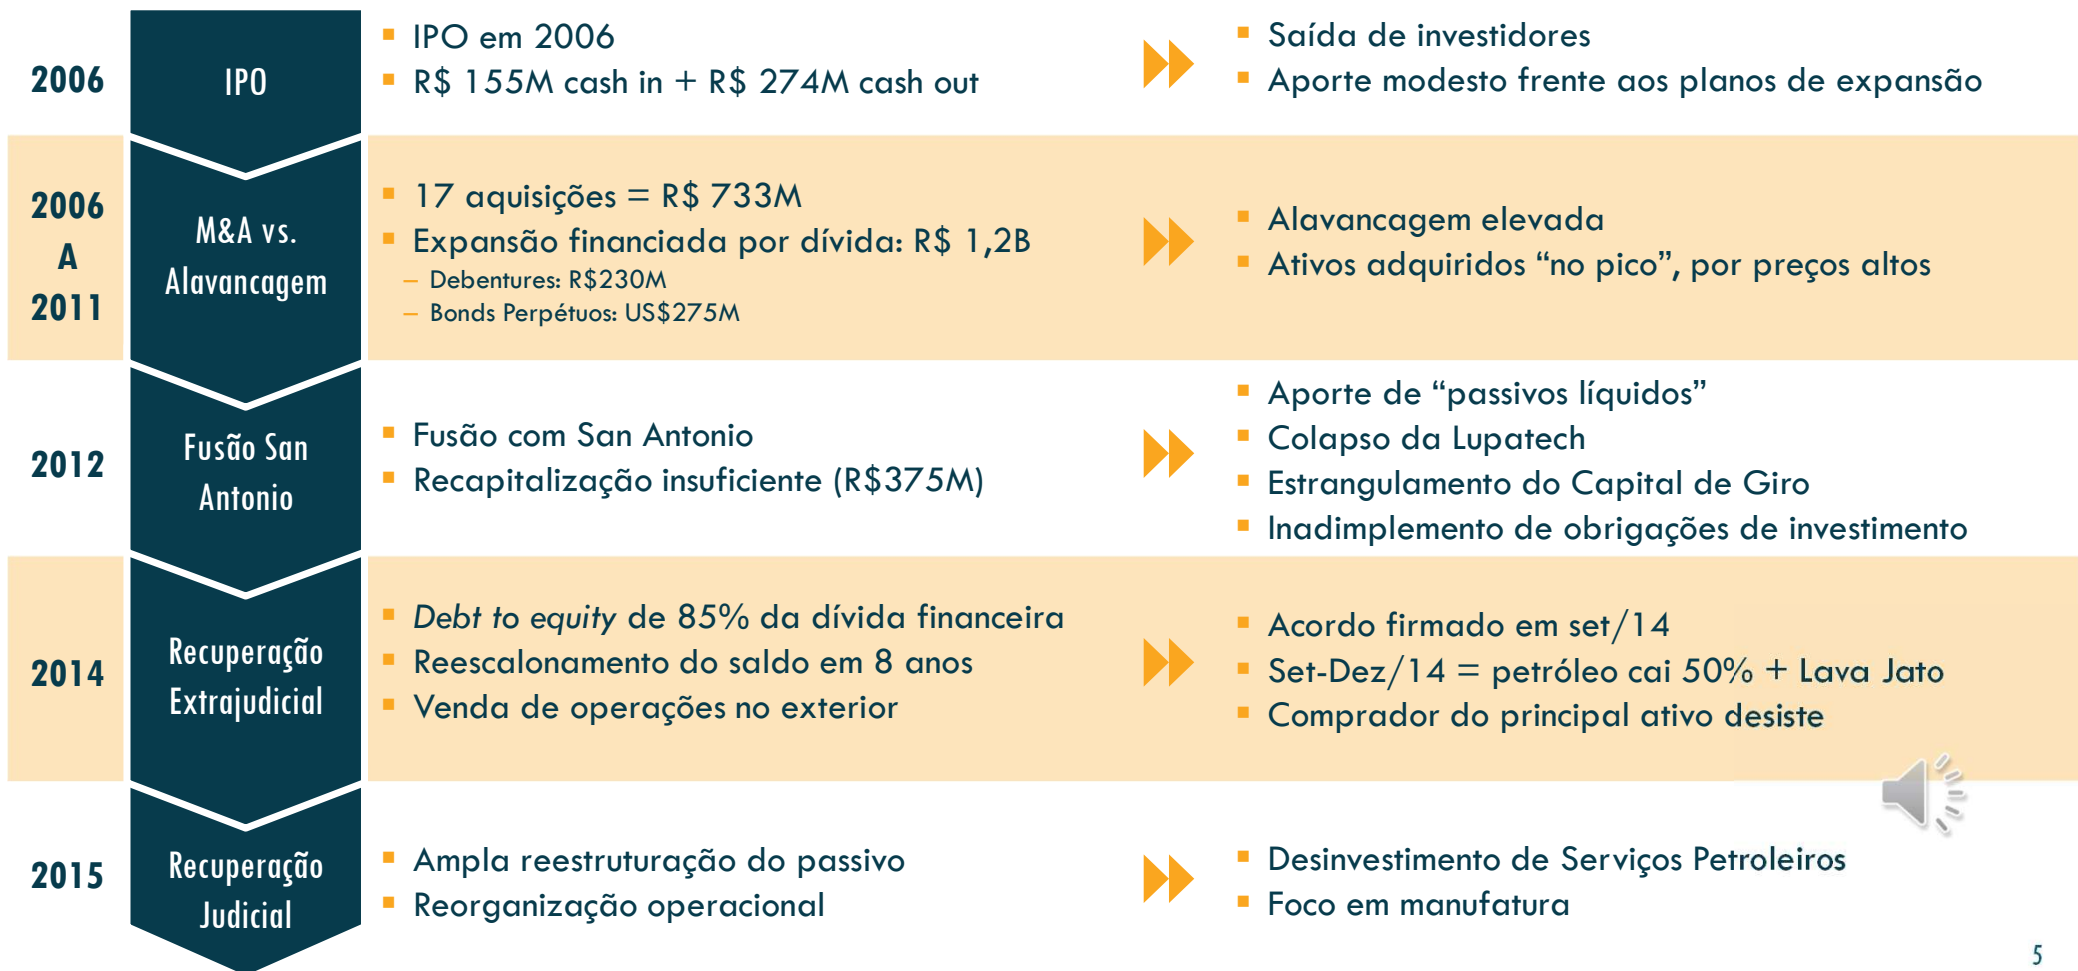 2006
IPO
IPO em 2006
R$ 155M cash in + R$ 274M cash out
Saída de investidores
Aporte modesto frente aos planos de expansão
2006
A
2011
M&A vs.
Alavancagem
17 aquisições = R$ 733M
Expansão financiada por dívida: R$ 1,2B
– Debentures: R$230M
– Bonds Perpétuos: US$275M
Alavancagem elevada
Ativos adquiridos “no pico”, por preços altos
2012
Fusão San
Antonio
Fusão com San Antonio
Recapitalização insuficiente (R$375M)
Aporte de “passivos líquidos”
Colapso da Lupatech
Estrangulamento do Capital de Giro
Inadimplemento de obrigações de investimento
2014
Recuperação
Extrajudicial
Debt to equity de 85% da dívida financeira
Reescalonamento do saldo em 8 anos
Venda de operações no exterior
Acordo firmado em set/14
Set-Dez/14 = petróleo cai 50% + Lava Jato
Comprador do principal ativo desiste
2015
Recuperação
Judicial
Ampla reestruturação do passivo
Reorganização operacional
Desinvestimento de Serviços Petroleiros
Foco em manufatura
5